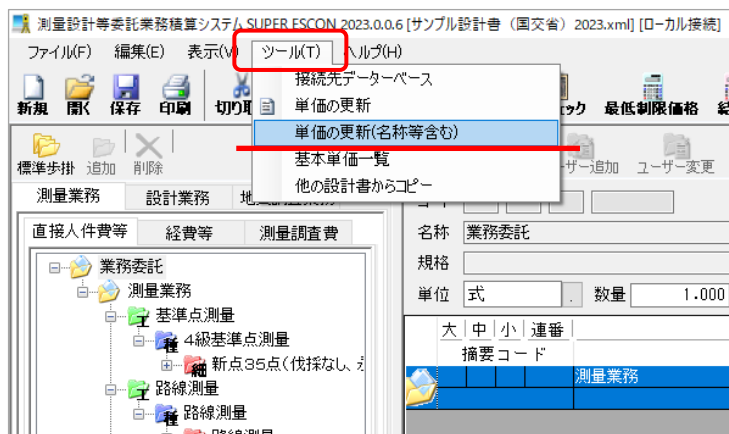 測量設計等委託業務積算システム SUPER ESCON 2023.0.0.6 [サンプル設計書（国交省）2023.xml] [ローカル接続]
ファイル(F) 編集(E) 表示(V) ツール(T) ヘルプ(H)
新規 開く 保存 印刷 切り取 ェック 最低制限価格
標準歩掛 追加 削除 ーザー追加 ユーザー変更
接続先データーベース
単価の更新
単価の更新(名称等含む)
基本単価一覧
他の設計書からコピー
測量業務 設計業務
直接人件費等 経費等 測量調査費
業務委託
測量業務
基準点測量
4級基準点測量
新点35点(伐採なし、
路線測量
路線測量
名称 業務委託
規格
単位 式 . 数量 1.000
大 中 小 連番
摘要コード
測量業務